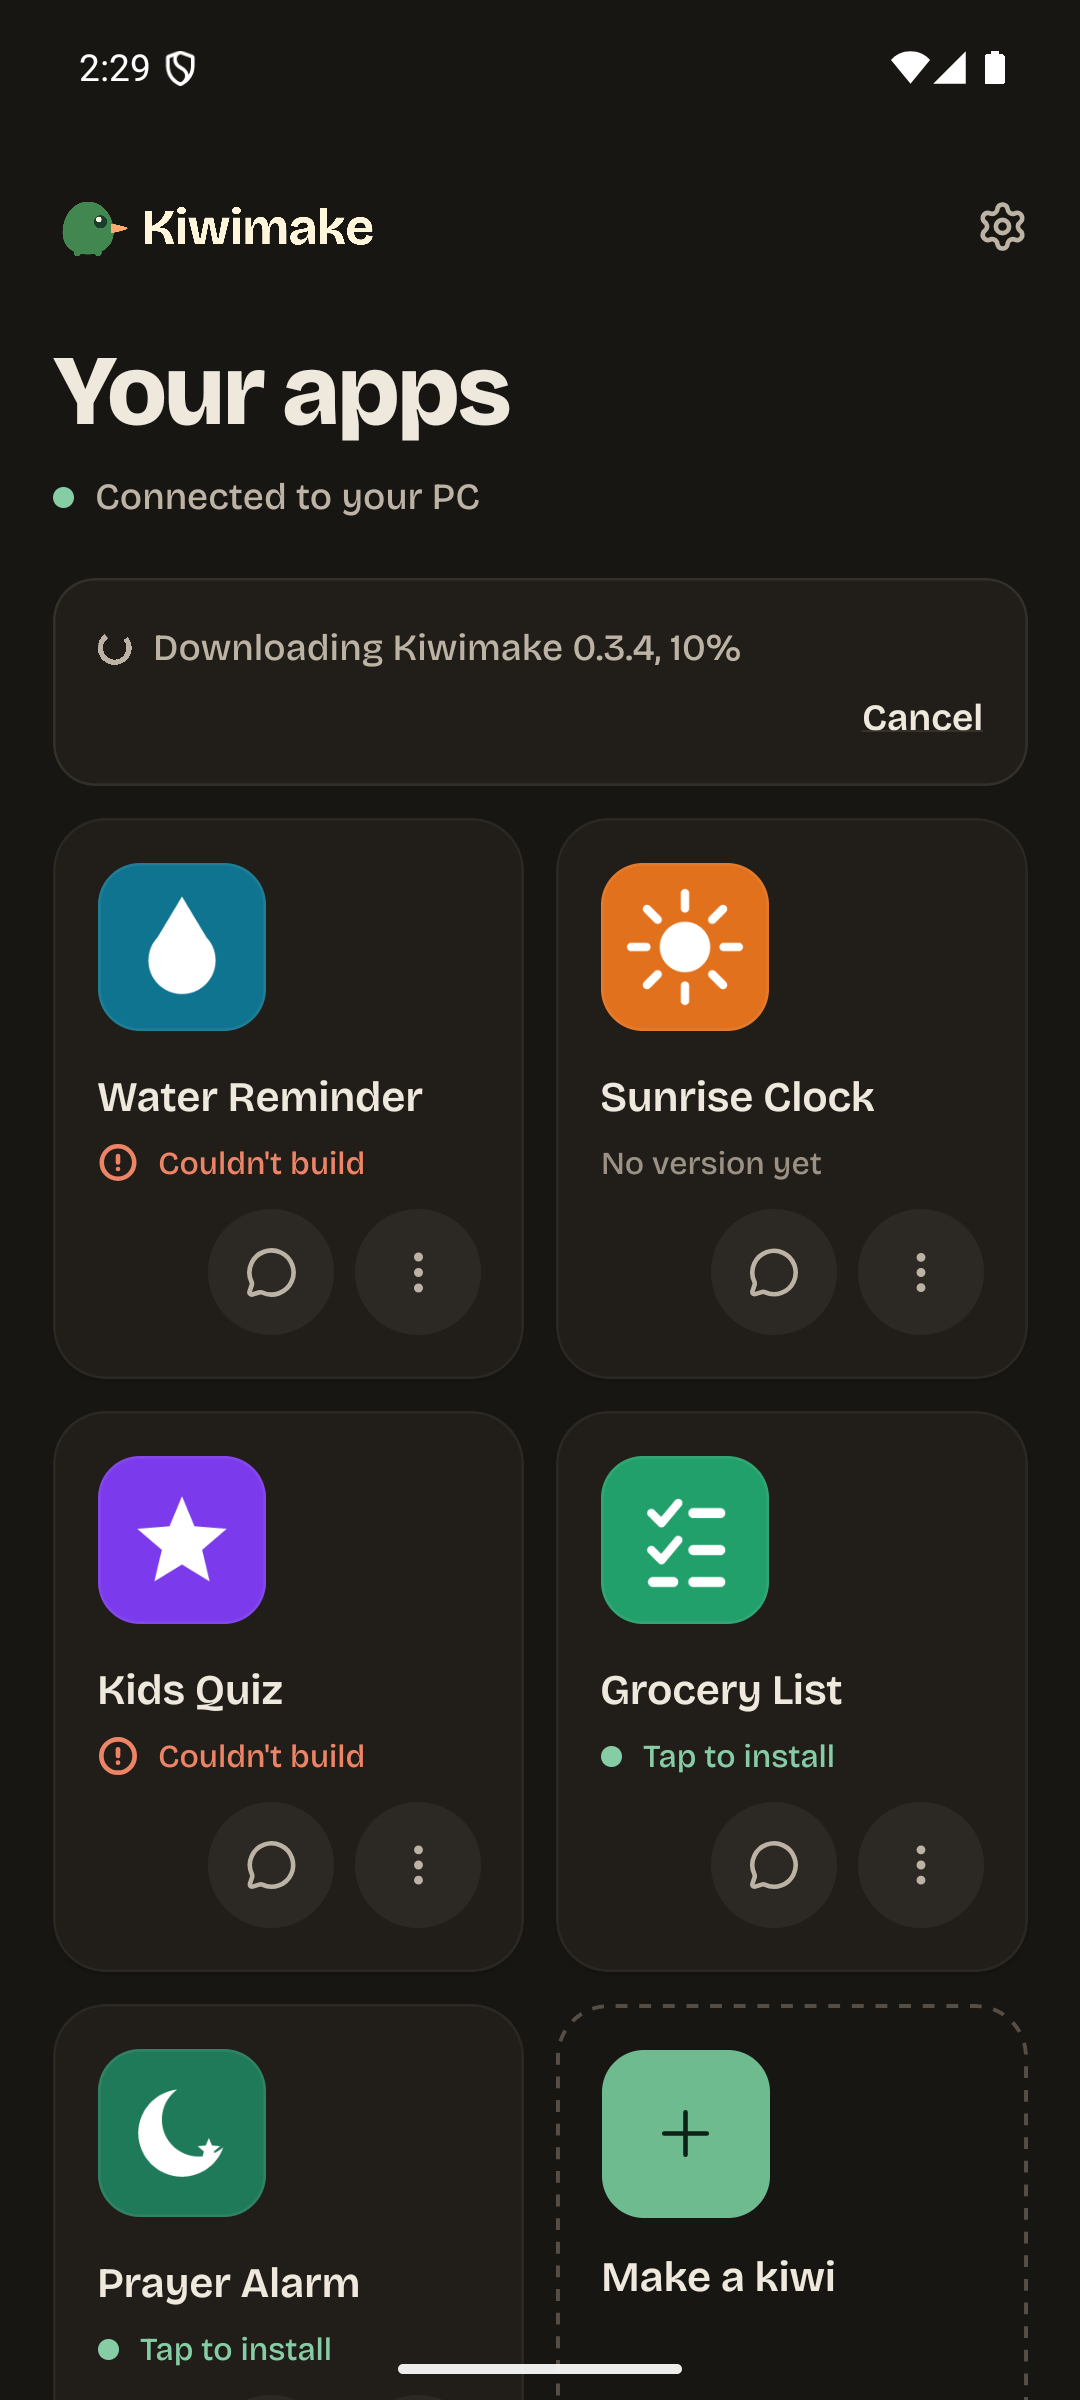 2:29
Kiwimake
Your apps
Connected to your PC
Downloading Kiwimake 0.3.4, 10%
Cancel
Water Reminder
Couldn't build
Sunrise Clock
No version yet
Kids Quiz
Couldn't build
Grocery List
Tap to install
Prayer Alarm
Tap to install
Make a kiwi